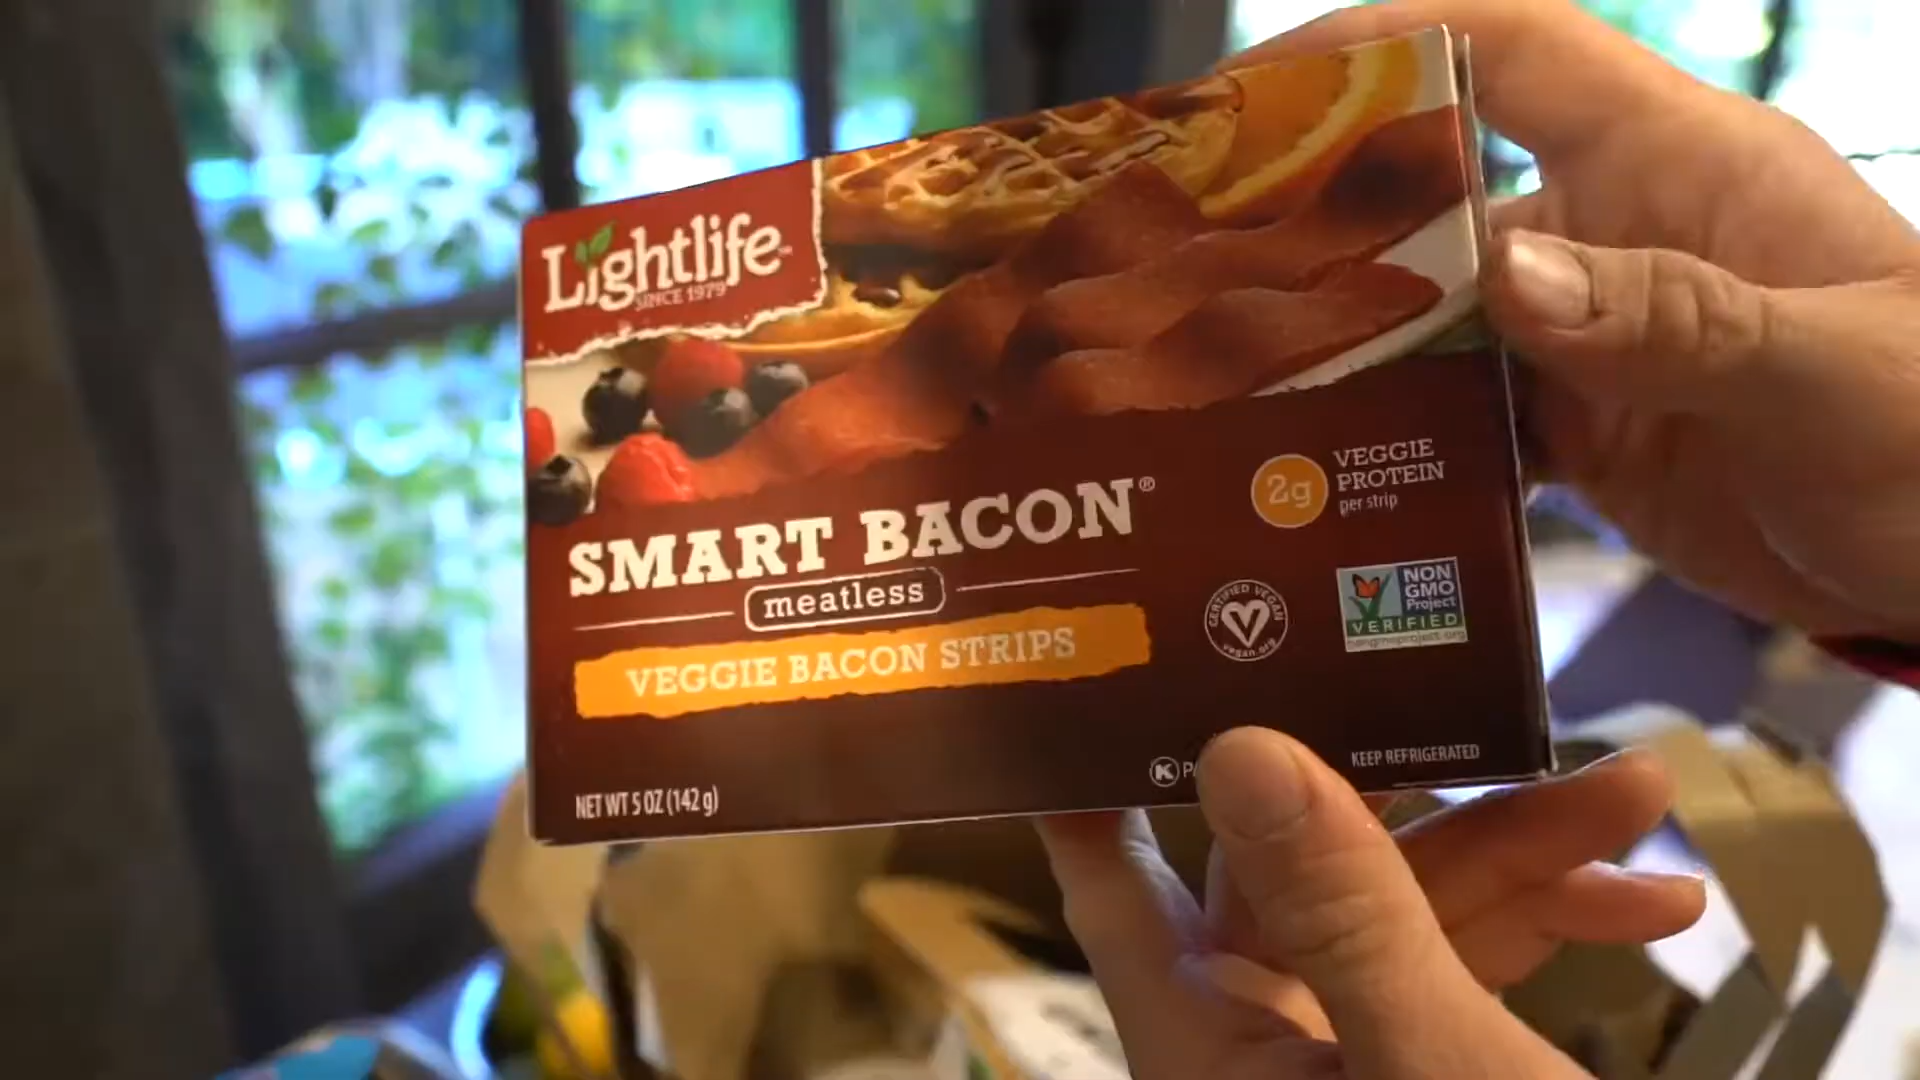 Lightlife™
SINCE 1979
SMART BACON®
meatless
VEGGIE BACON STRIPS
2g
VEGGIE
PROTEIN
per strip
CERTIFIED VEGAN
vegan.org
NON
GMO
Project
VERIFIED
nongmoproject.org
NET WT 5 OZ (142 g)
K
KEEP REFRIGERATED